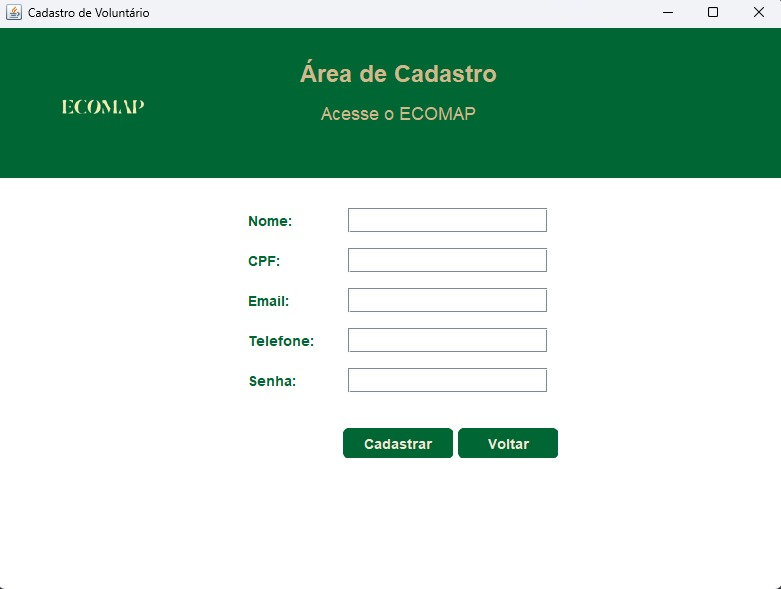 Cadastro de Voluntário
Área de Cadastro
ECOMAP
Acesse o ECOMAP
Nome:
CPF:
Email:
Telefone:
Senha:
Cadastrar Voltar